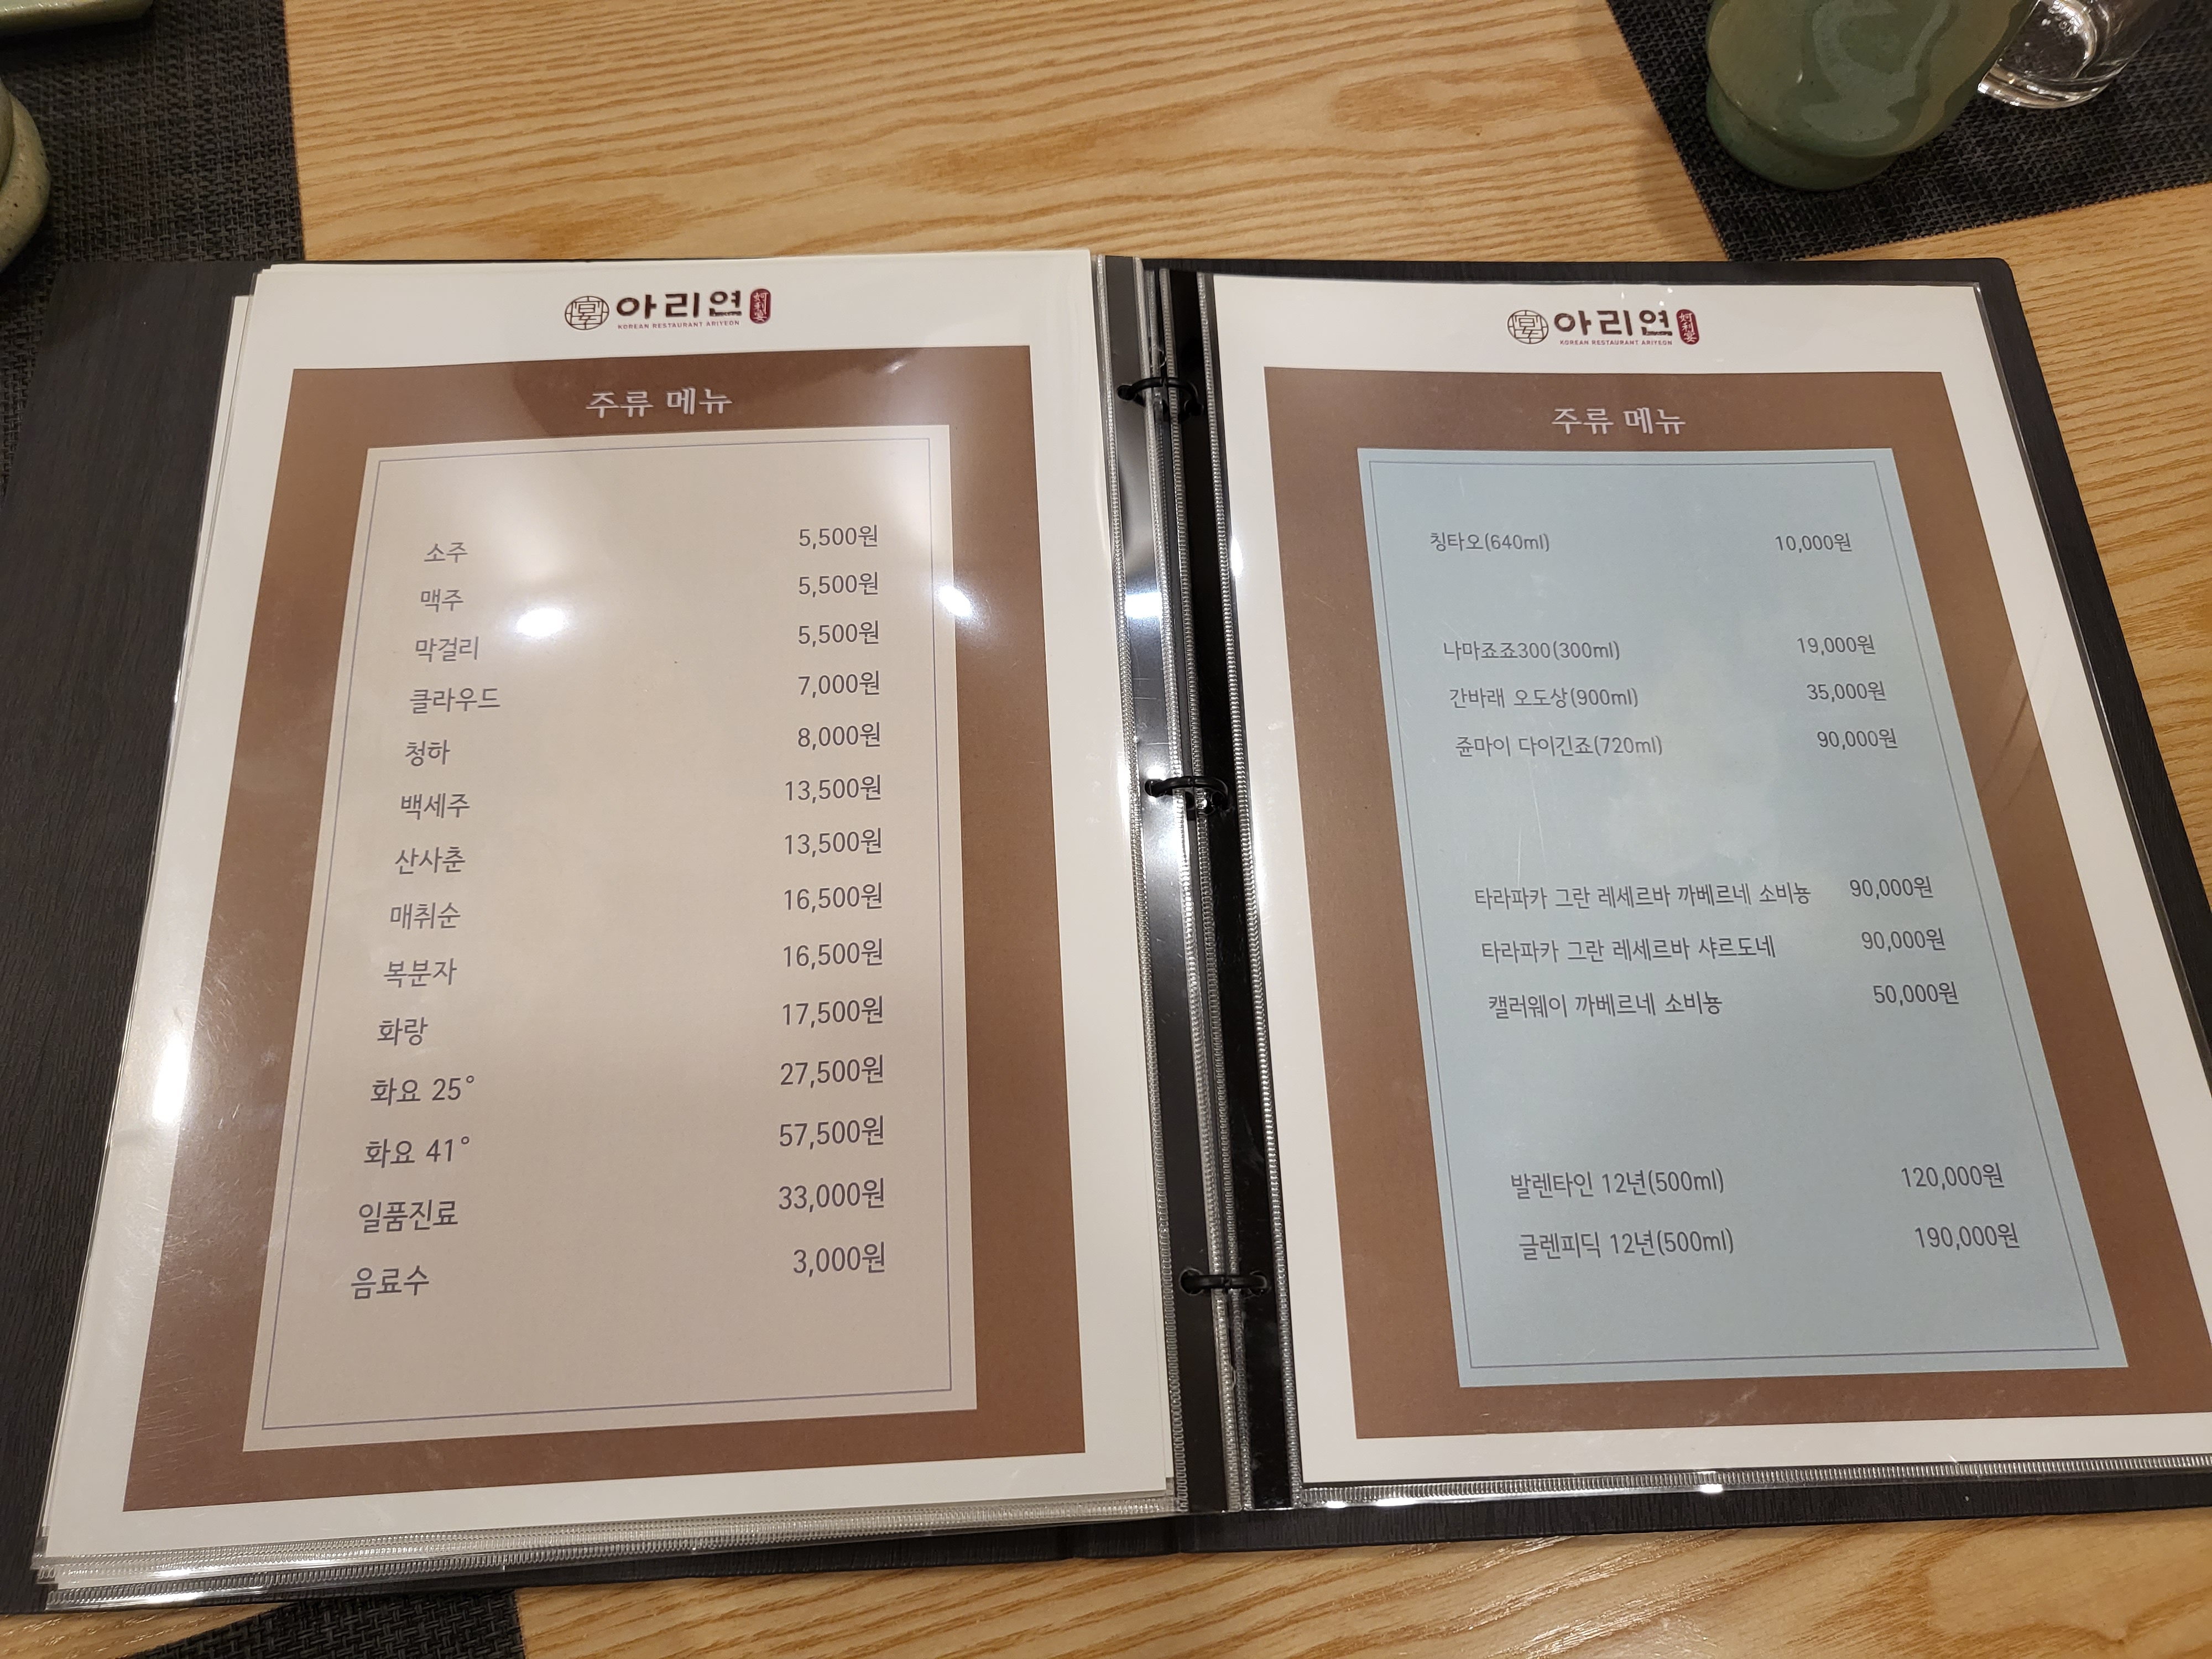 아리연
KOREAN RESTAURANT ARIYEON
주류 메뉴
소주 5,500원
맥주 5,500원
막걸리 5,500원
클라우드 7,000원
청하 8,000원
백세주 13,500원
산사춘 13,500원
매취순 16,500원
복분자 16,500원
화랑 17,500원
화요 25° 27,500원
화요 41° 57,500원
일품진료 33,000원
음료수 3,000원
아리연
KOREAN RESTAURANT ARIYEON
주류 메뉴
칭타오(640ml) 10,000원
나마죠죠300(300ml) 19,000원
간바래 오도상(900ml) 35,000원
쥰마이 다이긴죠(720ml) 90,000원
타라파카 그란 레세르바 까베르네 소비뇽 90,000원
타라파카 그란 레세르바 샤르도네 90,000원
캘러웨이 까베르네 소비뇽 50,000원
발렌타인 12년(500ml) 120,000원
글렌피딕 12년(500ml) 190,000원